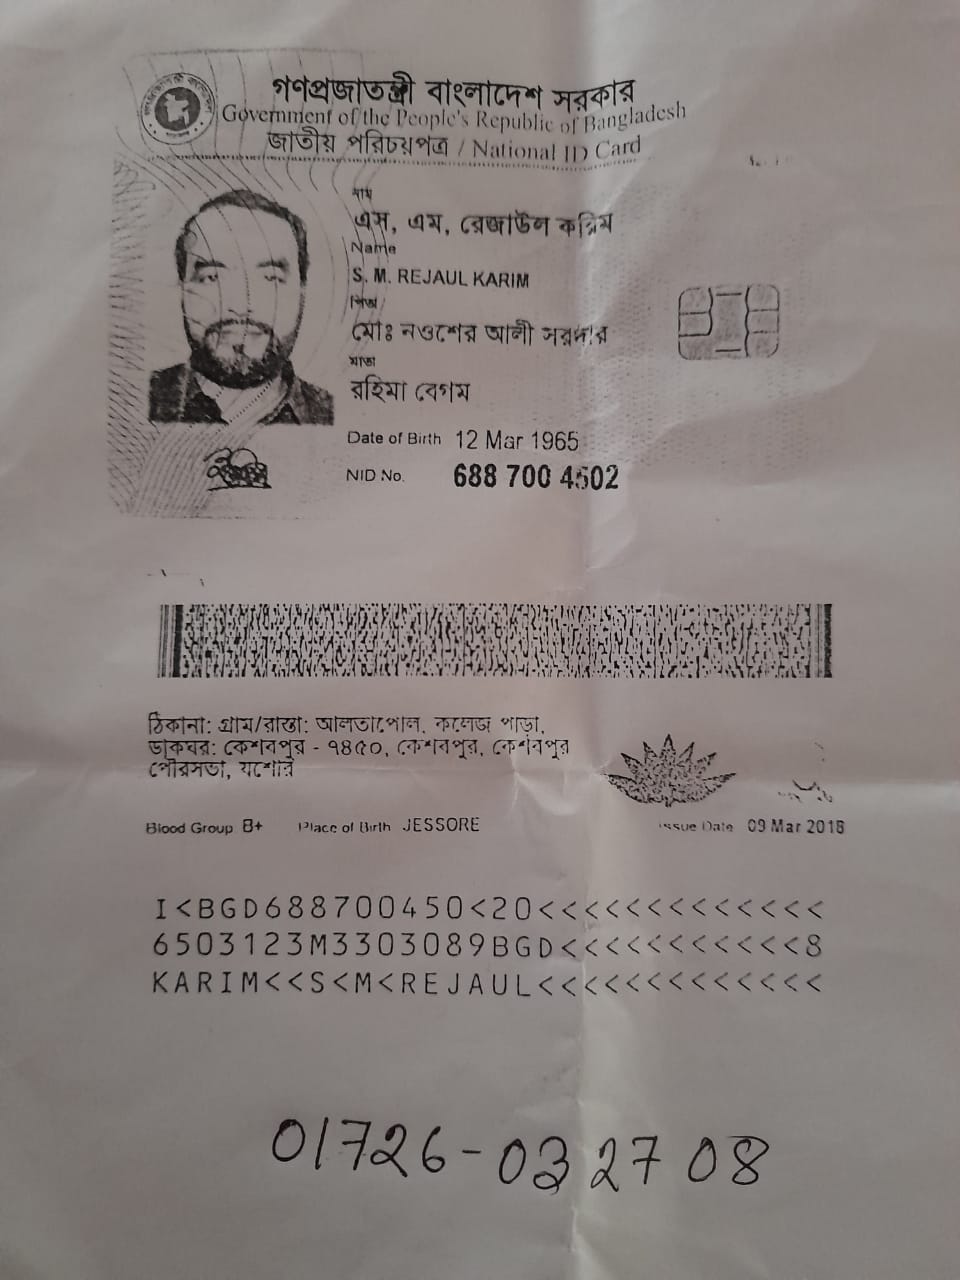 গণপ্রজাতন্ত্রী বাংলাদেশ সরকার
Government of the People's Republic of Bangladesh
জাতীয় পরিচয়পত্র / National ID Card
নাম
এস, এম, রেজাউল করিম
Name
S. M. REJAUL KARIM
পিতা
মোঃ নওশের আলী সরদার
মাতা
রহিমা বেগম
Date of Birth 12 Mar 1965
NID No. 688 700 4502
ঠিকানা: গ্রাম/রাস্তা: আলতাপোল, কলেজ পাড়া,
ডাকঘর: কেশবপুর - ৭৪৫০, কেশবপুর, কেশবপুর
পৌরসভা, যশোর
Blood Group B+ Place of Birth JESSORE Issue Date 09 Mar 2018
I<BGD688700450<20<<<<<<<<<<<<<
6503123M3303089BGD<<<<<<<<<<<8
KARIM<<S<M<REJAUL<<<<<<<<<<<<<
01726-032708